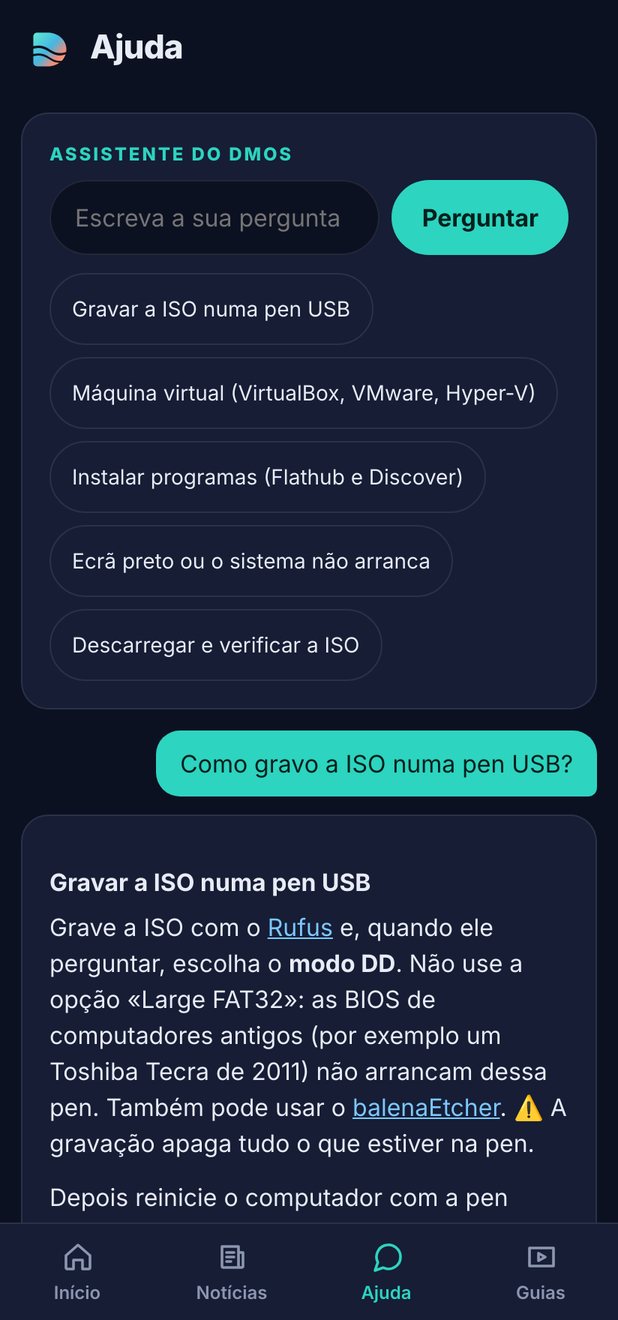 Ajuda
ASSISTENTE DO DMOS
Escreva a sua pergunta
Perguntar
Gravar a ISO numa pen USB
Máquina virtual (VirtualBox, VMware, Hyper-V)
Instalar programas (Flathub e Discover)
Ecrã preto ou o sistema não arranca
Descarregar e verificar a ISO
Como gravo a ISO numa pen USB?
Gravar a ISO numa pen USB
Grave a ISO com o Rufus e, quando ele
perguntar, escolha o modo DD. Não use a
opção «Large FAT32»: as BIOS de
computadores antigos (por exemplo um
Toshiba Tecra de 2011) não arrancam dessa
pen. Também pode usar o balenaEtcher. ⚠️ A
gravação apaga tudo o que estiver na pen.
Depois reinicie o computador com a pen
Início
Notícias
Ajuda
Guias